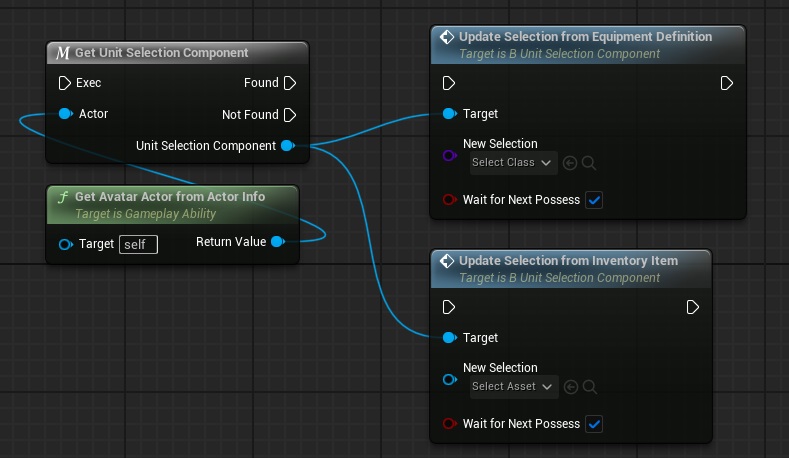 Get Unit Selection Component
Exec
Found
Actor
Not Found
Unit Selection Component
Get Avatar Actor from Actor Info
Target is Gameplay Ability
Target
self
Return Value
Update Selection from Equipment Definition
Target is B Unit Selection Component
Target
New Selection
Select Class
Wait for Next Possess
Update Selection from Inventory Item
Target is B Unit Selection Component
Target
New Selection
Select Asset
Wait for Next Possess